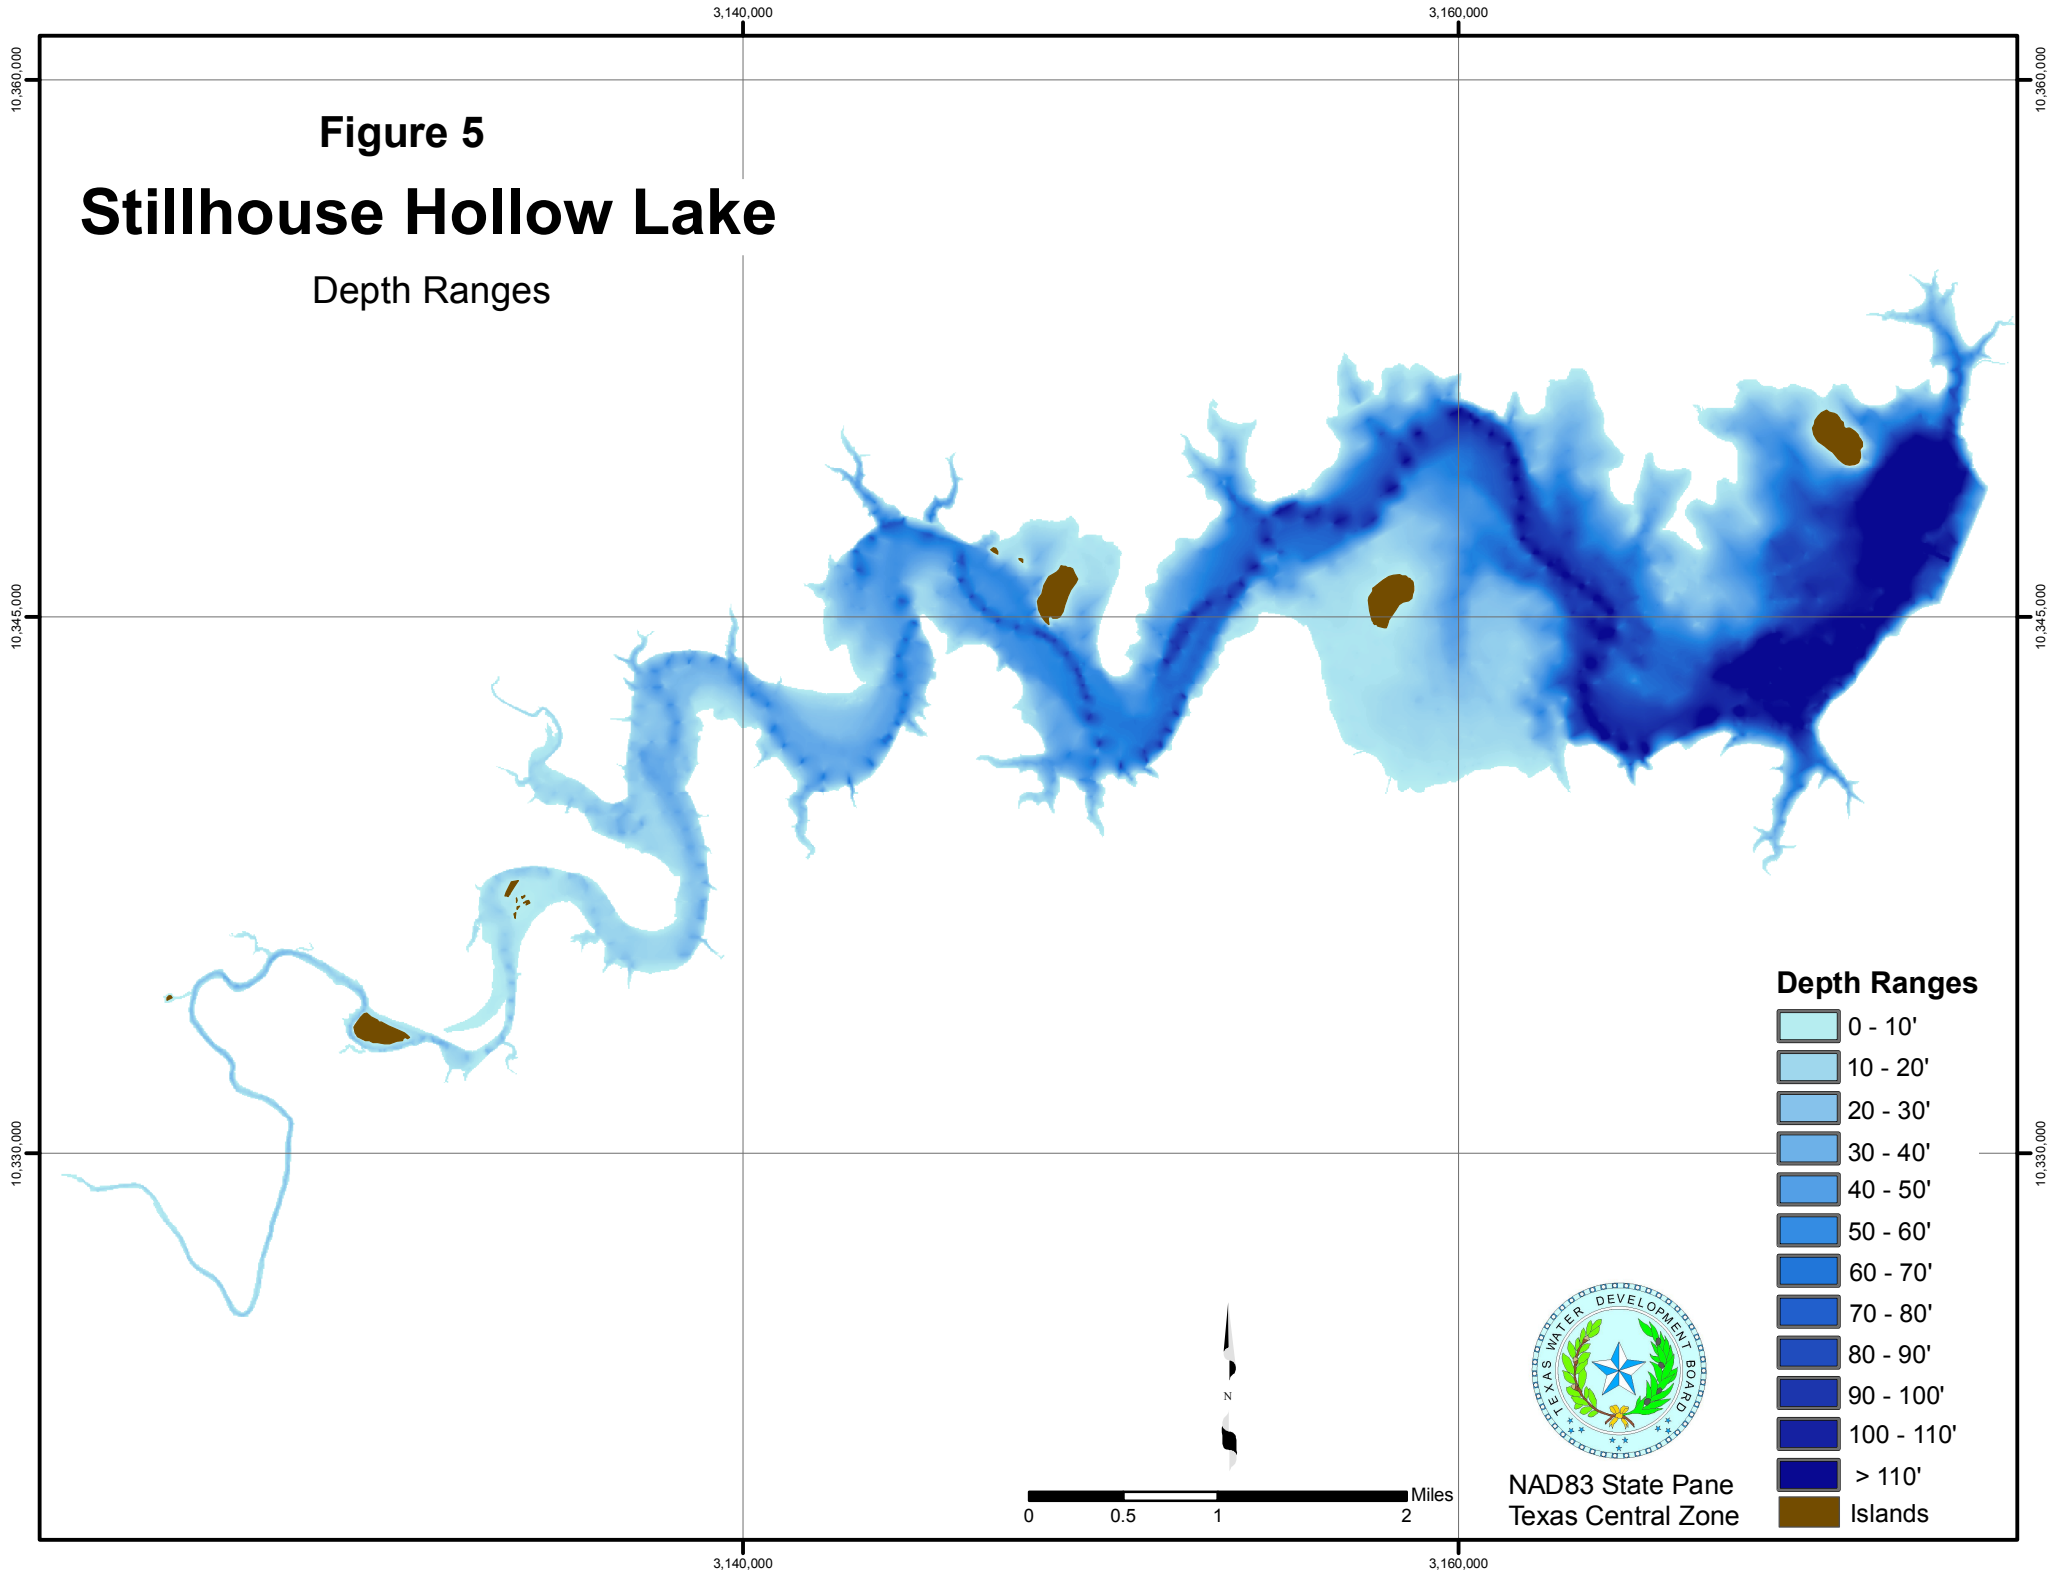 3,140,000 3,160,000
10,360,000 10,360,000
Figure 5
Stillhouse Hollow Lake
Depth Ranges
10,345,000 10,345,000
10,330,000 10,330,000
Depth Ranges
0 - 10'
10 - 20'
20 - 30'
30 - 40'
40 - 50'
50 - 60'
60 - 70'
70 - 80'
80 - 90'
90 - 100'
100 - 110'
> 110'
Islands
N
Miles
0 0.5 1 2
TEXAS WATER DEVELOPMENT BOARD
NAD83 State Pane
Texas Central Zone
3,140,000 3,160,000